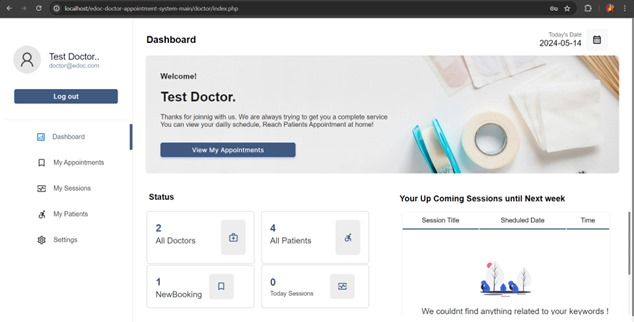 localhost/edoc-doctor-appointment-system-main/doctor/index.php
Test Doctor..
doctor@edoc.com
Log out
Dashboard
My Appointments
My Sessions
My Patients
Settings
Dashboard
Today's Date
2024-05-14
Welcome!
Test Doctor.
Thanks for joinnig with us. We are always trying to get you a complete service
You can view your dailly schedule, Reach Patients Appointment at home!
View My Appointments
Status
2
All Doctors
4
All Patients
1
NewBooking
0
Today Sessions
Your Up Coming Sessions until Next week
Session Title Sheduled Date Time
We couldnt find anything related to your keywords !